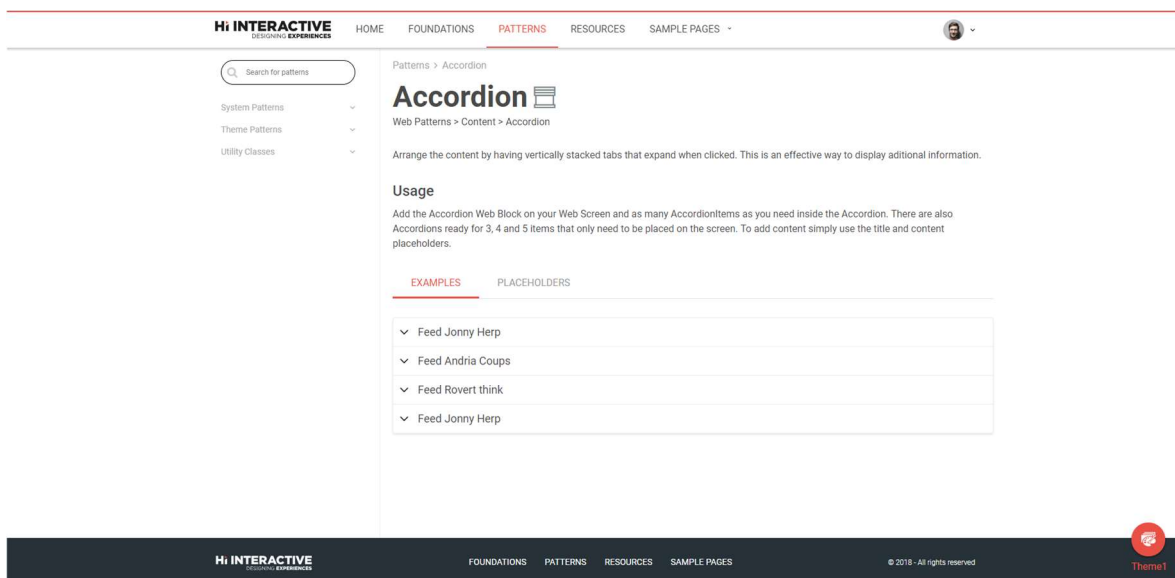 Hi INTERACTIVE
DESIGNING EXPERIENCES
HOME FOUNDATIONS PATTERNS RESOURCES SAMPLE PAGES
Search for patterns
System Patterns
Theme Patterns
Utility Classes
Patterns > Accordion
Accordion
Web Patterns > Content > Accordion
Arrange the content by having vertically stacked tabs that expand when clicked. This is an effective way to display aditional information.
Usage
Add the Accordion Web Block on your Web Screen and as many AccordionItems as you need inside the Accordion. There are also
Accordions ready for 3, 4 and 5 items that only need to be placed on the screen. To add content simply use the title and content
placeholders.
EXAMPLES PLACEHOLDERS
Feed Jonny Herp
Feed Andria Coups
Feed Rovert think
Feed Jonny Herp
Hi INTERACTIVE
DESIGNING EXPERIENCES
FOUNDATIONS PATTERNS RESOURCES SAMPLE PAGES
© 2018 - All rights reserved
Theme1